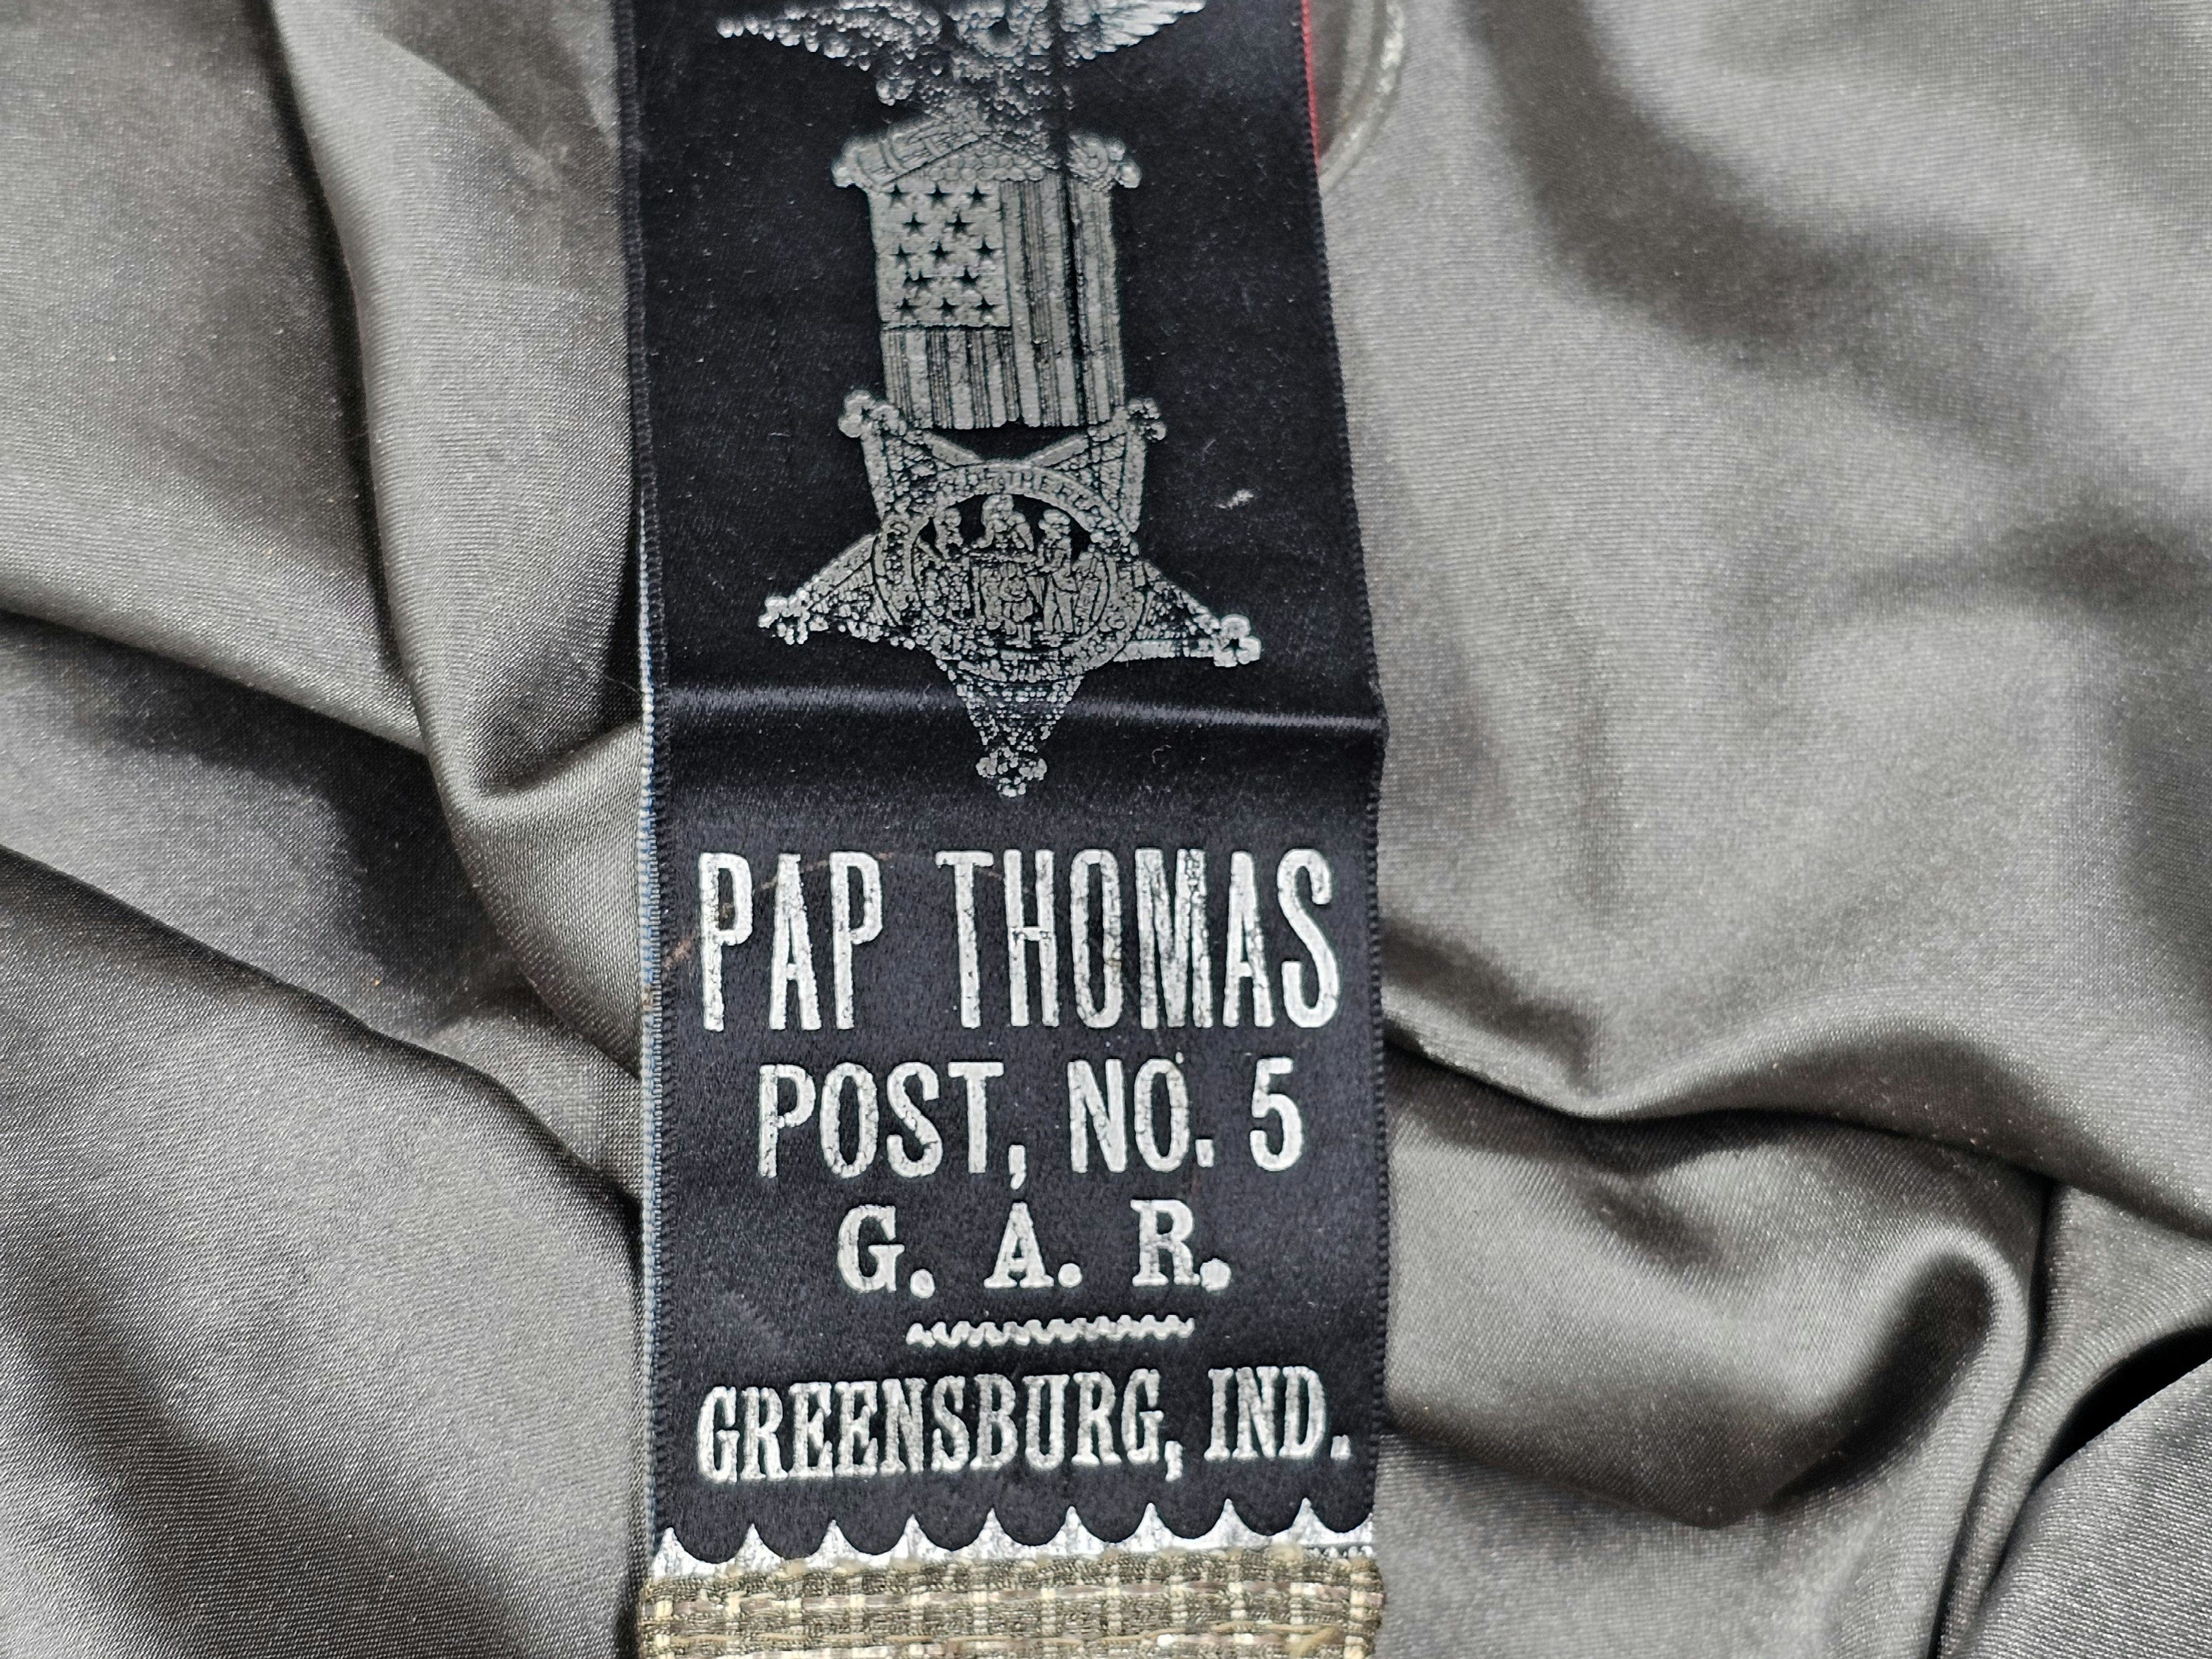 PAP THOMAS
POST, NO. 5
G. A. R.
GREENSBURG, IND.